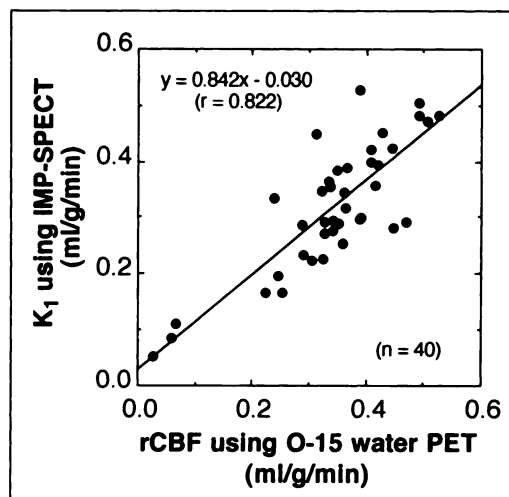 y = 0.842x - 0.030
(r = 0.822)
0.6
0.4
0.2
0.0
K1 using IMP-SPECT
(ml/g/min)
(n = 40)
0.0 0.2 0.4 0.6
rCBF using O-15 water PET
(ml/g/min)